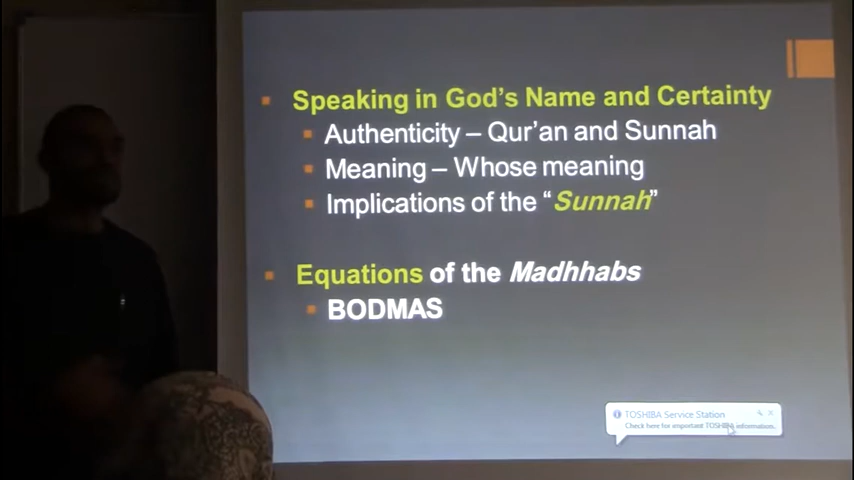 Speaking in God's Name and Certainty
Authenticity – Qur'an and Sunnah
Meaning – Whose meaning
Implications of the "Sunnah"
Equations of the Madhhabs
BODMAS
TOSHIBA Service Station
Check here for important TOSHIBA information.